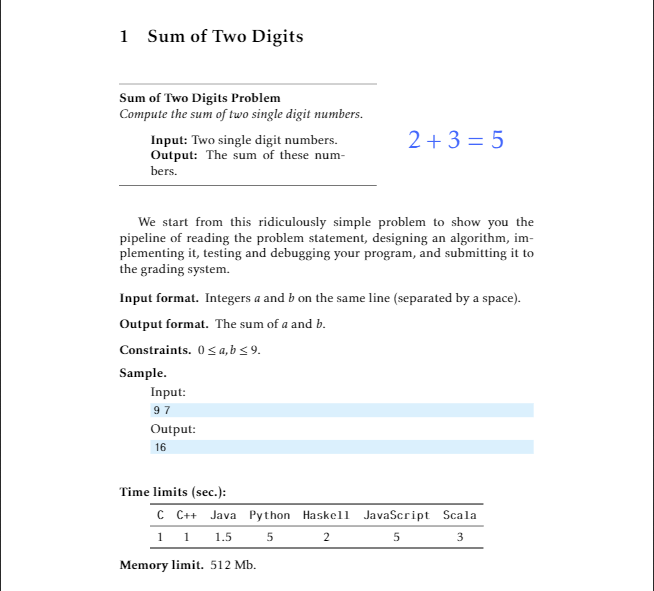 1 Sum of Two Digits
Sum of Two Digits Problem
Compute the sum of two single digit numbers.
Input: Two single digit numbers.
Output: The sum of these num-
bers.
2 + 3 = 5
We start from this ridiculously simple problem to show you the
pipeline of reading the problem statement, designing an algorithm, im-
plementing it, testing and debugging your program, and submitting it to
the grading system.
Input format. Integers a and b on the same line (separated by a space).
Output format. The sum of a and b.
Constraints. 0 ≤ a,b ≤ 9.
Sample.
Input:
9 7
Output:
16
Time limits (sec.):
C C++ Java Python Haskell JavaScript Scala
1 1 1.5 5 2 5 3
Memory limit. 512 Mb.